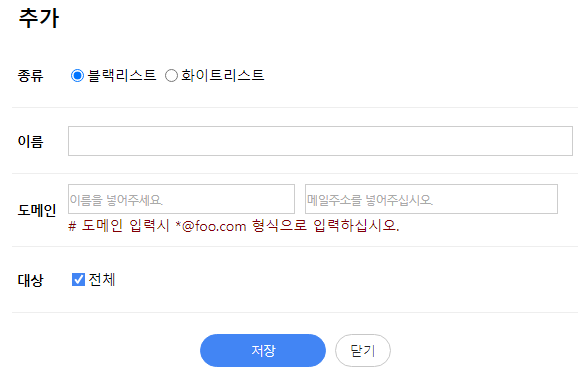 추가
종류 블랙리스트 화이트리스트
이름
도메인 이름을 넣어주세요. 메일주소를 넣어주십시오.
# 도메인 입력시 *@foo.com 형식으로 입력하십시오.
대상 전체
저장 닫기